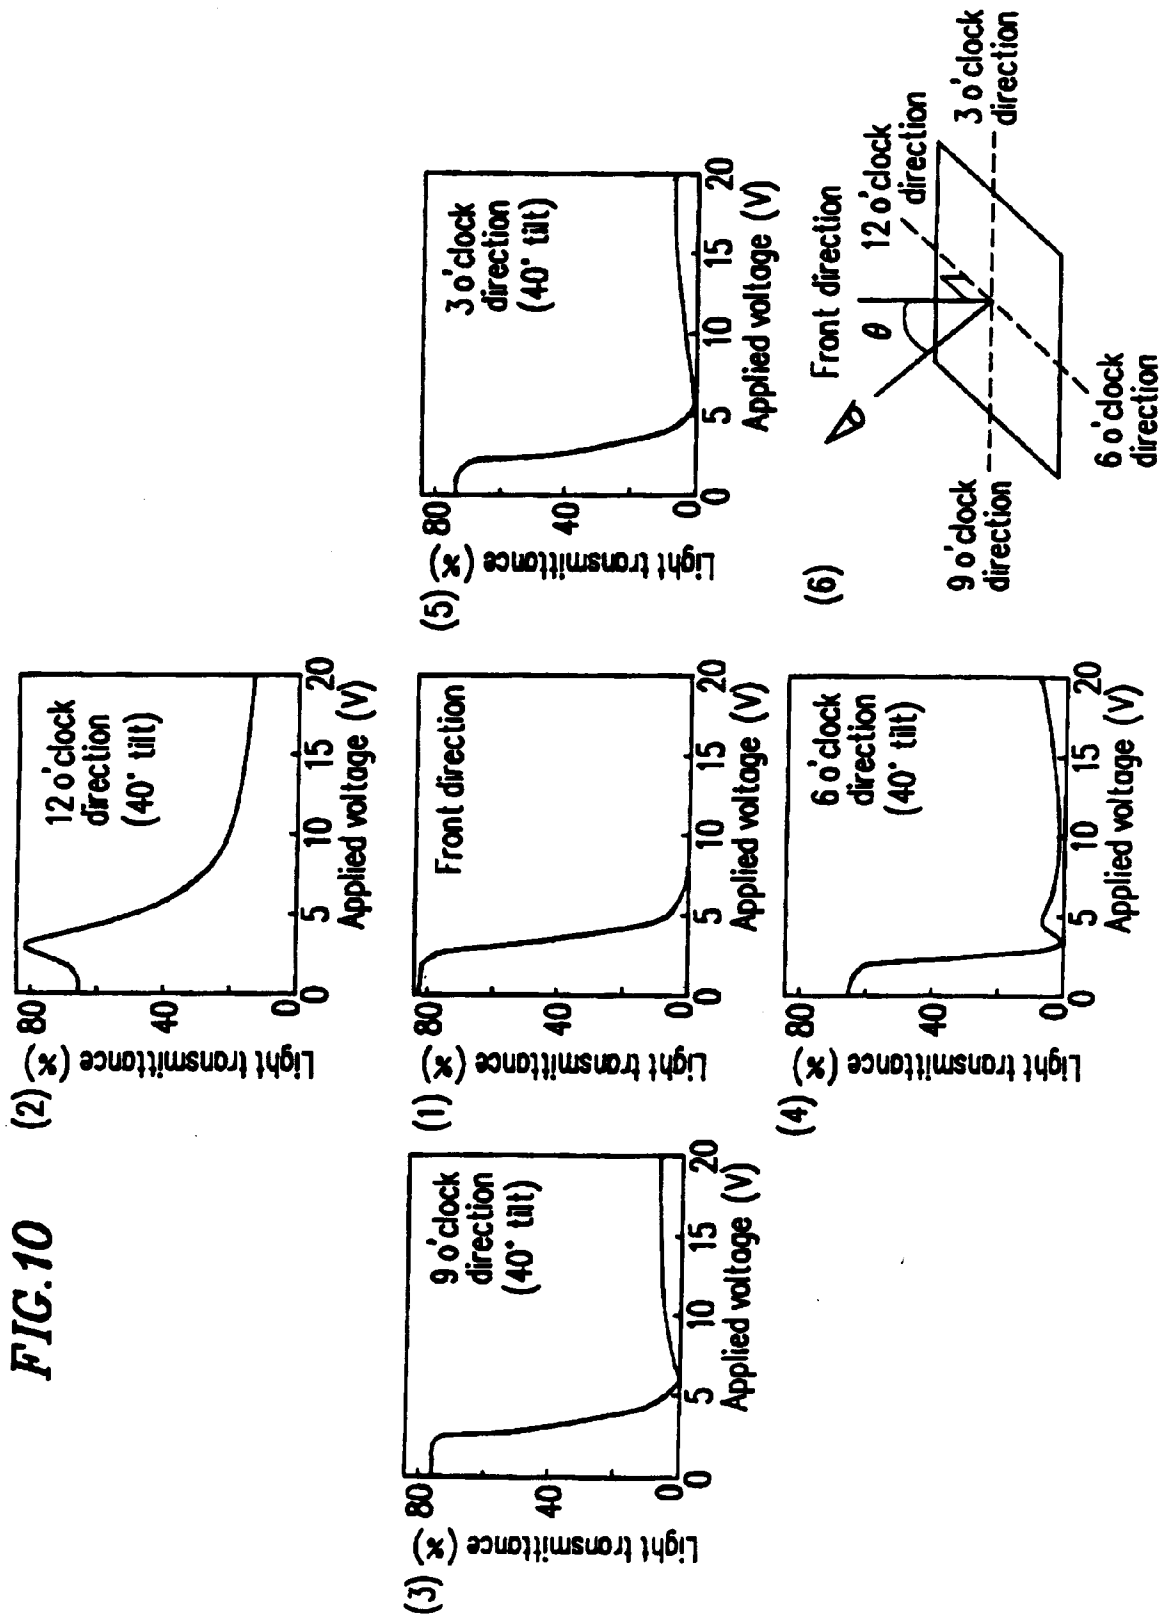 FIG.10
(2)
Light transmittance (%)
80
40
0
12 o'clock
direction
(40° tilt)
0
5
10
15
20
Applied voltage (V)
(3)
Light transmittance (%)
80
40
0
9 o'clock
direction
(40° tilt)
0
5
10
15
20
Applied voltage (V)
(1)
Light transmittance (%)
80
40
0
Front direction
0
5
10
15
20
Applied voltage (V)
(5)
Light transmittance (%)
80
40
0
3 o'clock
direction
(40° tilt)
0
5
10
15
20
Applied voltage (V)
(4)
Light transmittance (%)
80
40
0
6 o'clock
direction
(40° tilt)
0
5
10
15
20
Applied voltage (V)
(6)
Front direction
θ
12 o'clock
direction
3 o'clock
direction
9 o'clock
direction
6 o'clock
direction